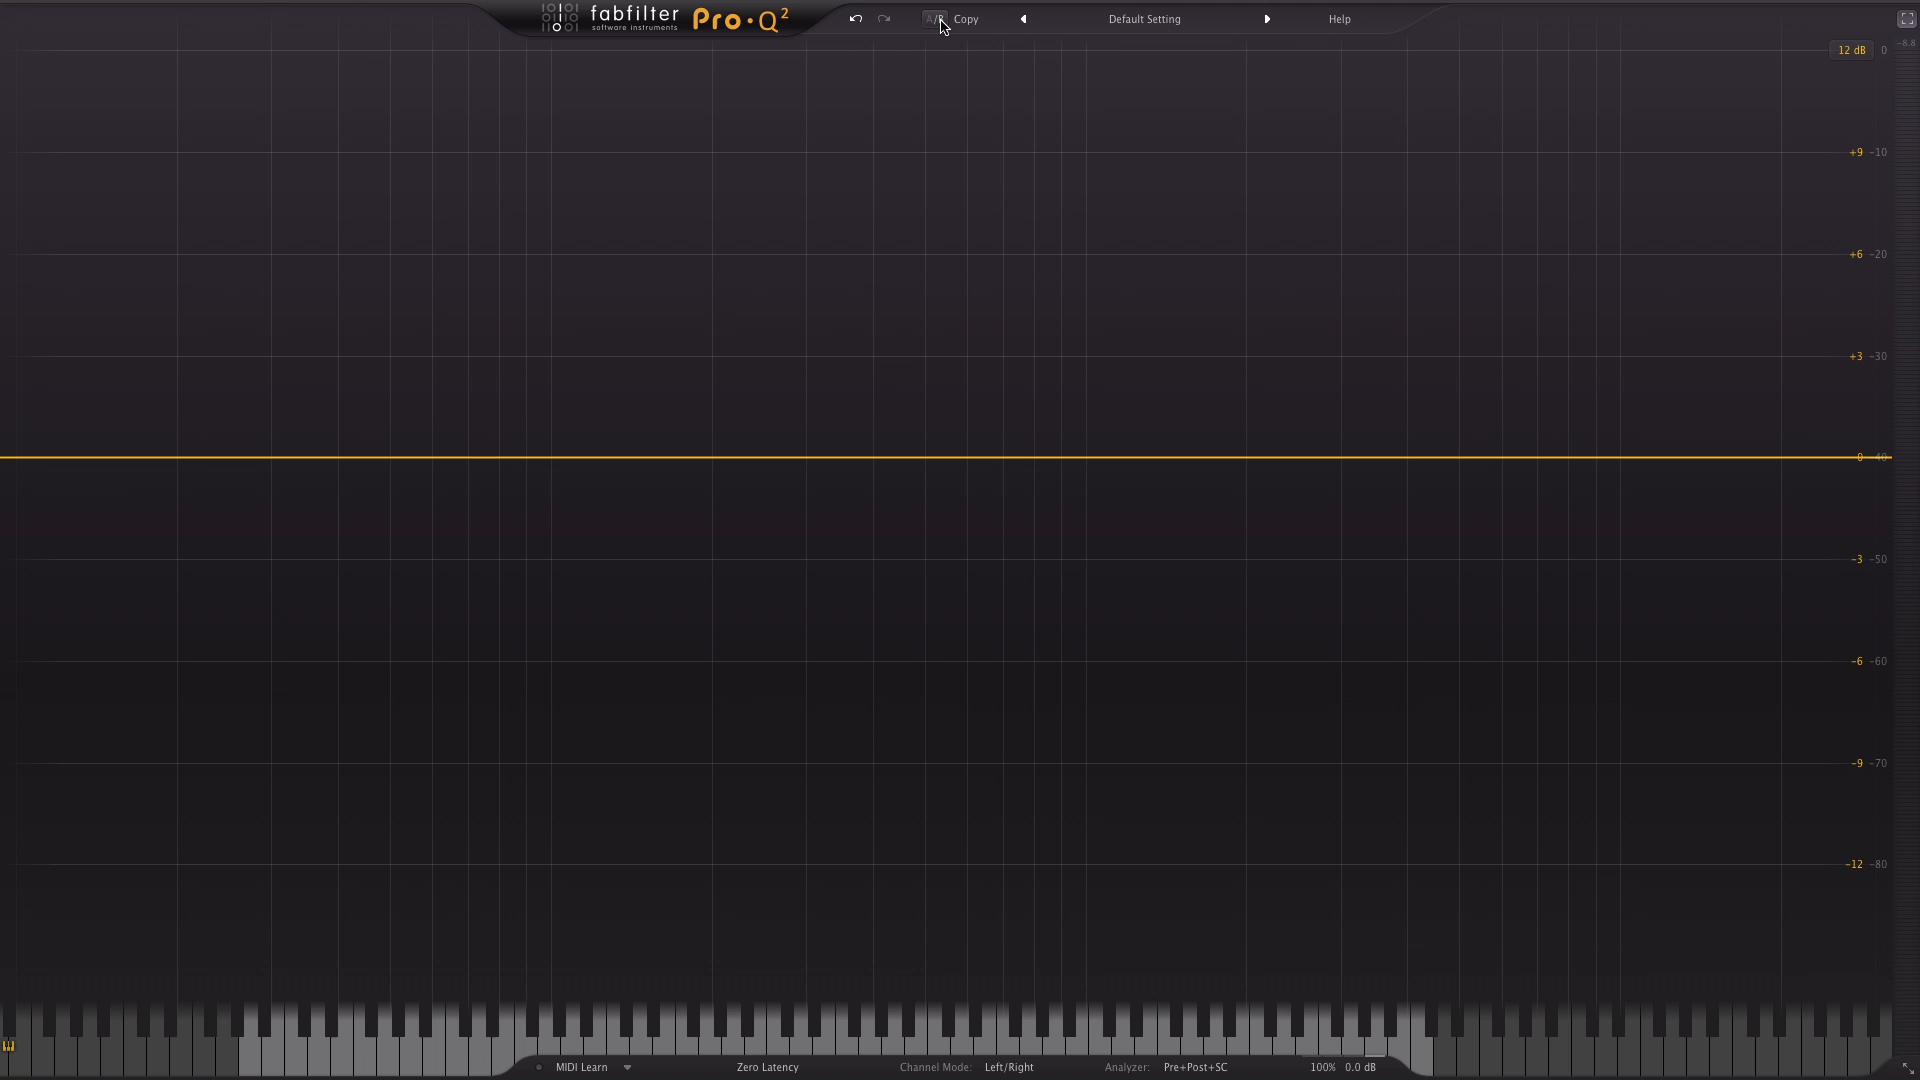 fabfilter
software instruments
Pro·Q²
A/B
Copy
Default Setting
Help
12 dB 0
-8.8
+9 -10
+6 -20
+3 -30
0 -40
-3 -50
-6 -60
-9 -70
-12 -80
MIDI Learn
Zero Latency
Channel Mode: Left/Right
Analyzer: Pre+Post+SC
100% 0.0 dB